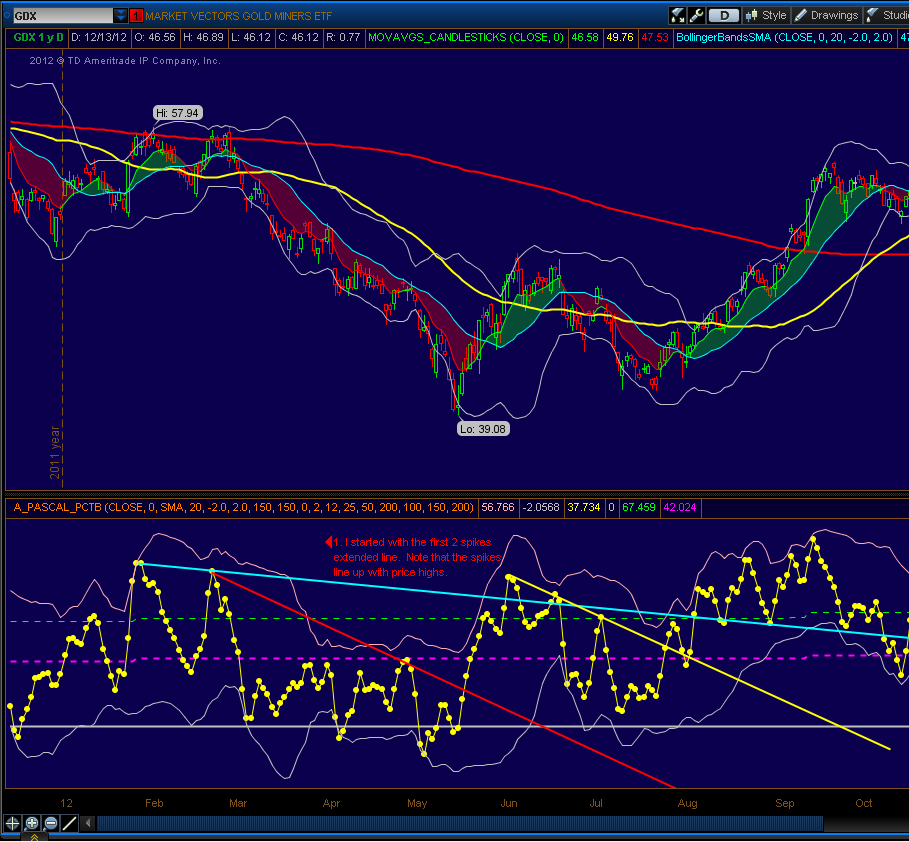 GDX
1
MARKET VECTORS GOLD MINERS ETF
D
Style
Drawings
GDX 1 y D
D: 12/13/12
O: 46.56
H: 46.89
L: 46.12
C: 46.12
R: 0.77
MOVAVGS_CANDLESTICKS (CLOSE, 0)
46.58
49.76
47.53
BollingerBandsSMA (CLOSE, 0, 20, -2.0, 2.0)
2012 © TD Ameritrade IP Company, Inc.
Hi: 57.94
Lo: 39.08
2011 year
A_PASCAL_PCTB (CLOSE, 0, SMA, 20, -2.0, 2.0, 150, 150, 0, 2, 12, 25, 50, 200, 100, 150, 200)
56.766
-2.0568
37.734
0
67.459
42.024
1. I started with the first 2 spikes
extended line. Note that the spikes
line up with price highs.
12
Feb
Mar
Apr
May
Jun
Jul
Aug
Sep
Oct